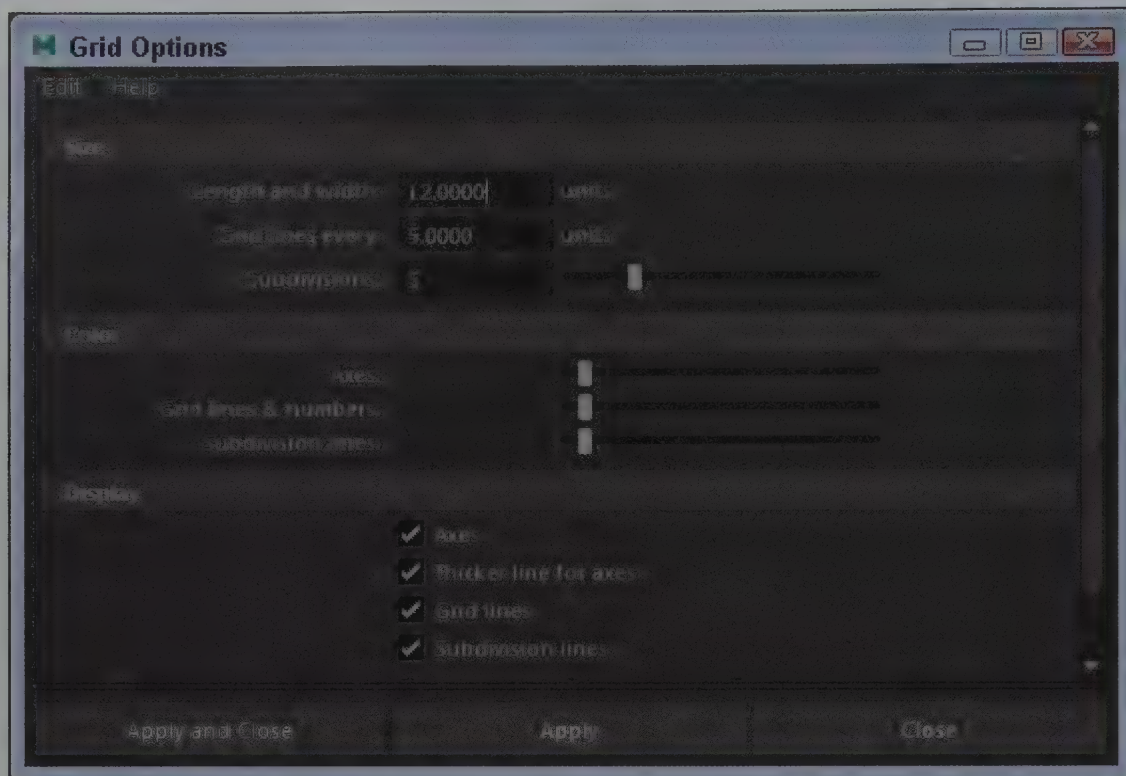 Grid Options
Edit Help
Size
Length and width: 12.0000 units
Grid lines every: 5.0000 units
Subdivisions: 5
Color
Axes:
Grid lines & numbers:
Subdivision lines:
Display
Axes
Thicker line for axes
Grid lines
Subdivision lines
Apply and Close Apply Close